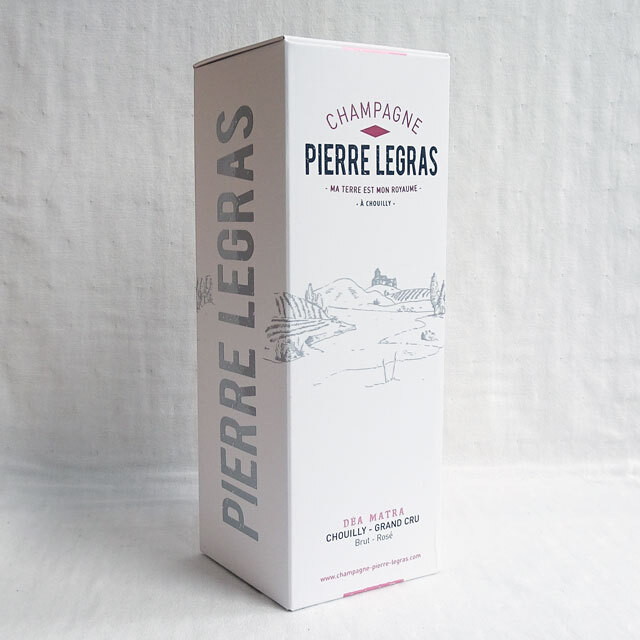 PIERRE LEGRAS
CHAMPAGNE
PIERRE LEGRAS
- MA TERRE EST MON ROYAUME -
- À CHOUILLY -
DEA MATRA
CHOUILLY - GRAND CRU
Brut - Rosé
www.champagne-pierre-legras.com